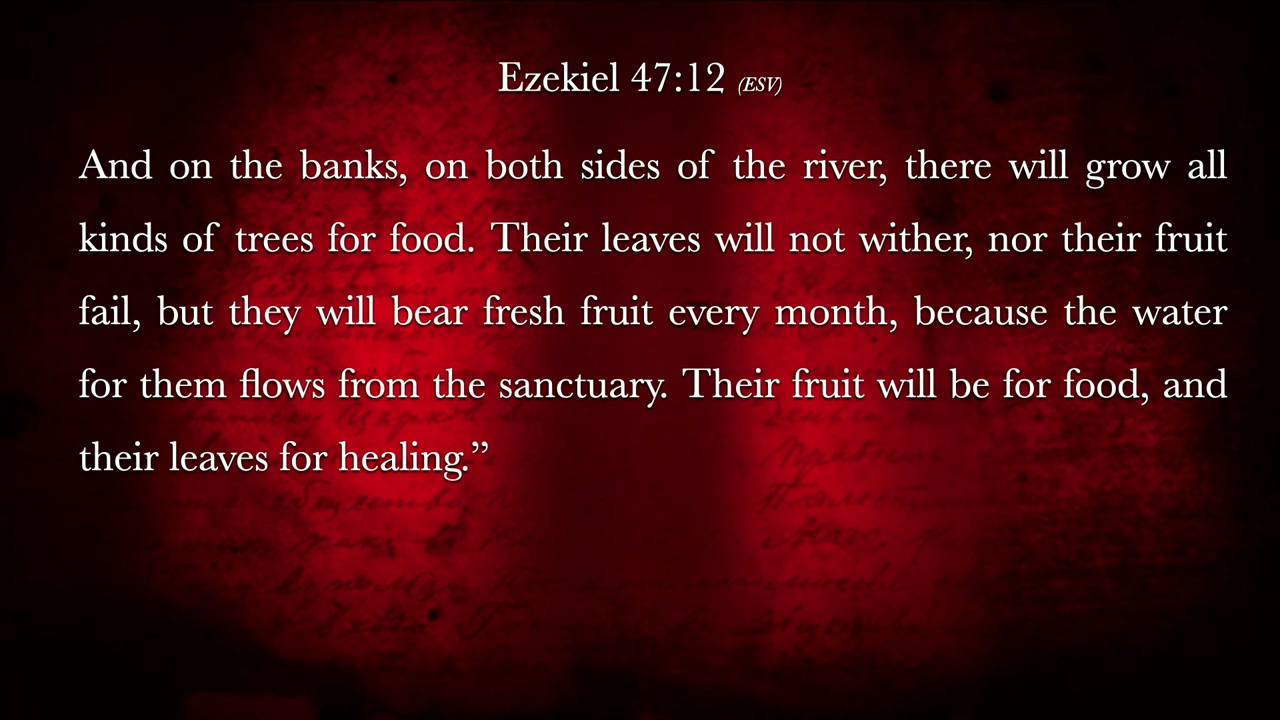 Ezekiel 47:12 (ESV)
And on the banks, on both sides of the river, there will grow all
kinds of trees for food. Their leaves will not wither, nor their fruit
fail, but they will bear fresh fruit every month, because the water
for them flows from the sanctuary. Their fruit will be for food, and
their leaves for healing.”